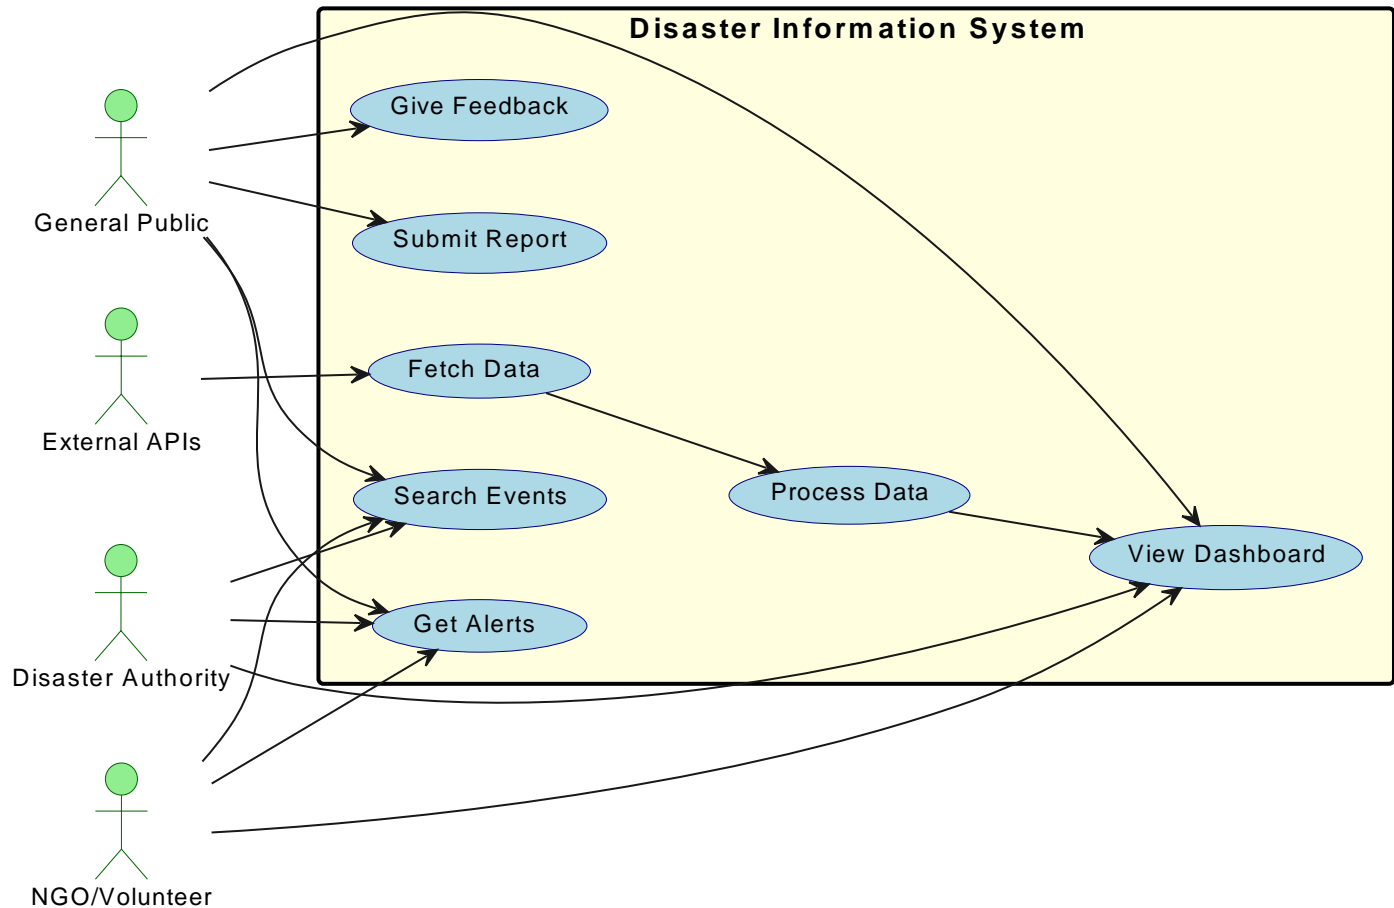 Disaster Information System
Give Feedback
General Public
Submit Report
Fetch Data
External APIs
Search Events
Process Data
View Dashboard
Get Alerts
Disaster Authority
NGO/Volunteer